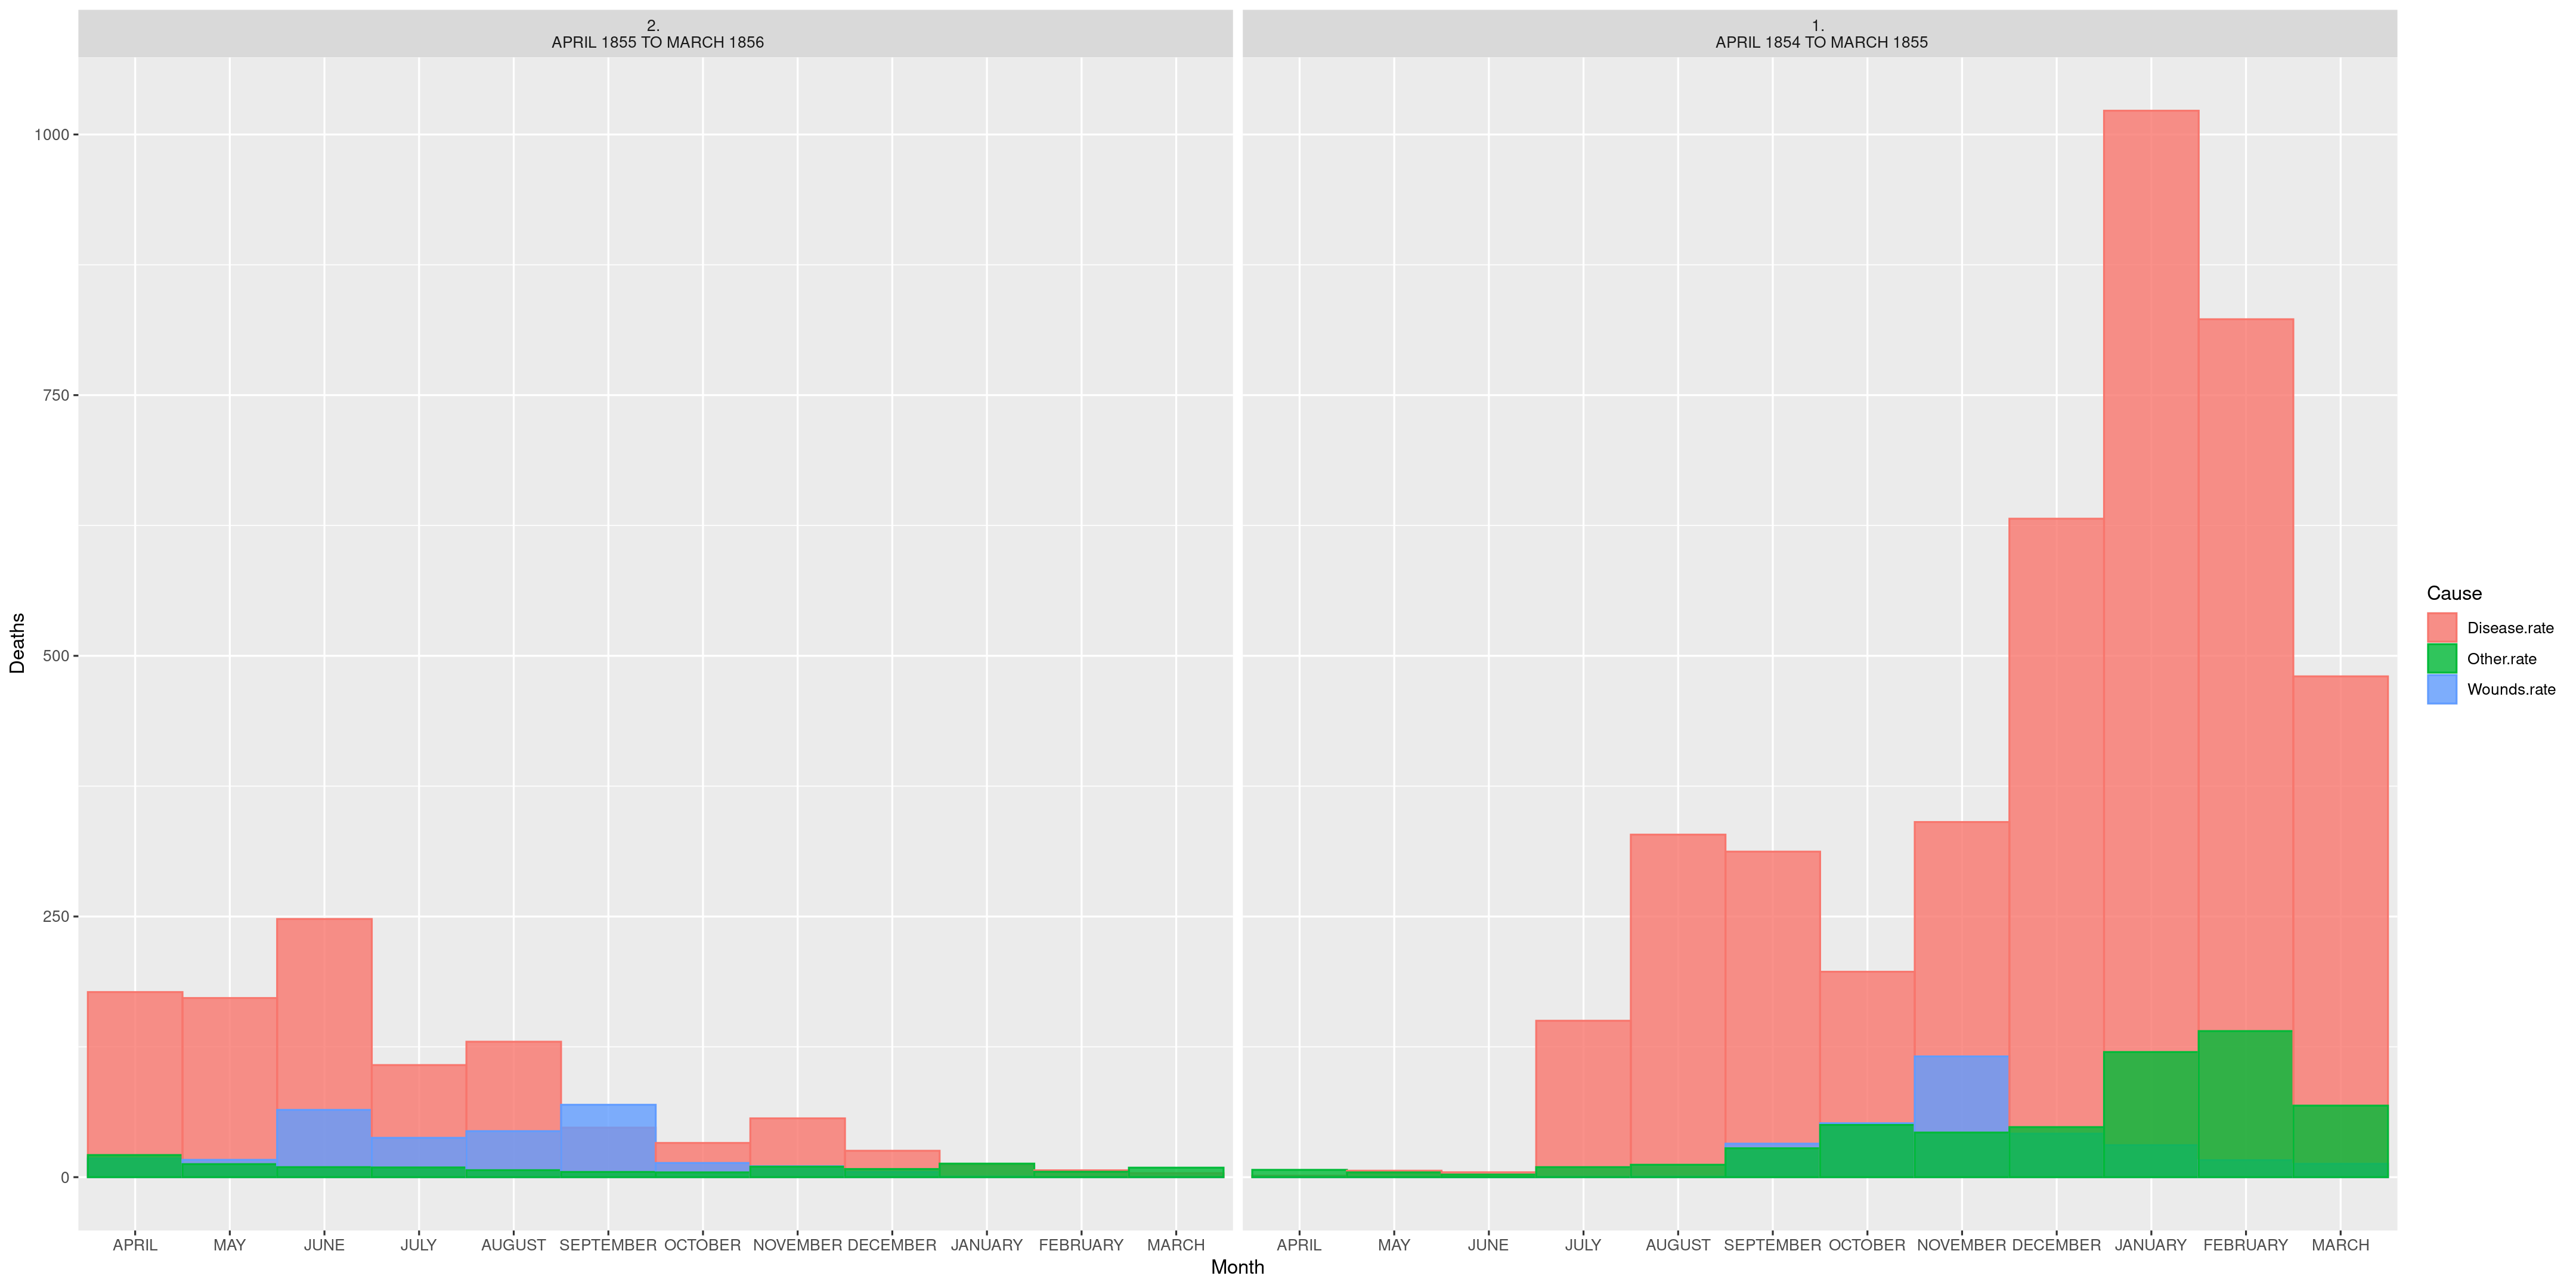 2.
APRIL 1855 TO MARCH 1856
1.
APRIL 1854 TO MARCH 1855
1000
750
500
250
0
Deaths
APRIL MAY JUNE JULY AUGUST SEPTEMBER OCTOBER NOVEMBER DECEMBER JANUARY FEBRUARY MARCH
APRIL MAY JUNE JULY AUGUST SEPTEMBER OCTOBER NOVEMBER DECEMBER JANUARY FEBRUARY MARCH
Month
Cause
Disease.rate
Other.rate
Wounds.rate